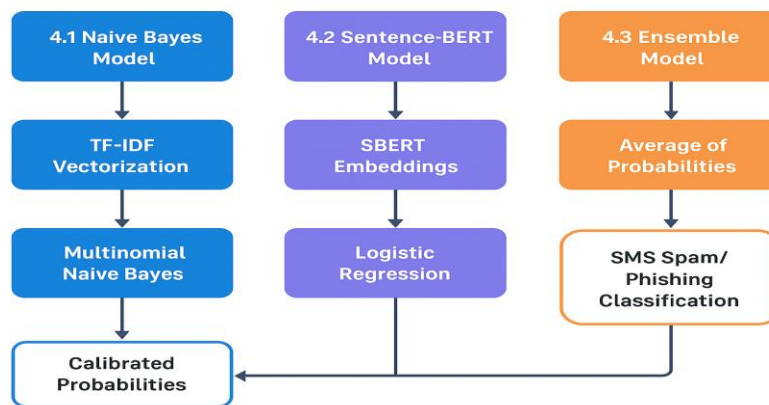 4.1 Naive Bayes
Model
TF-IDF
Vectorization
Multinomial
Naive Bayes
Calibrated
Probabilities
4.2 Sentence-BERT
Model
SBERT
Embeddings
Logistic
Regression
4.3 Ensemble
Model
Average of
Probabilities
SMS Spam/
Phishing
Classification